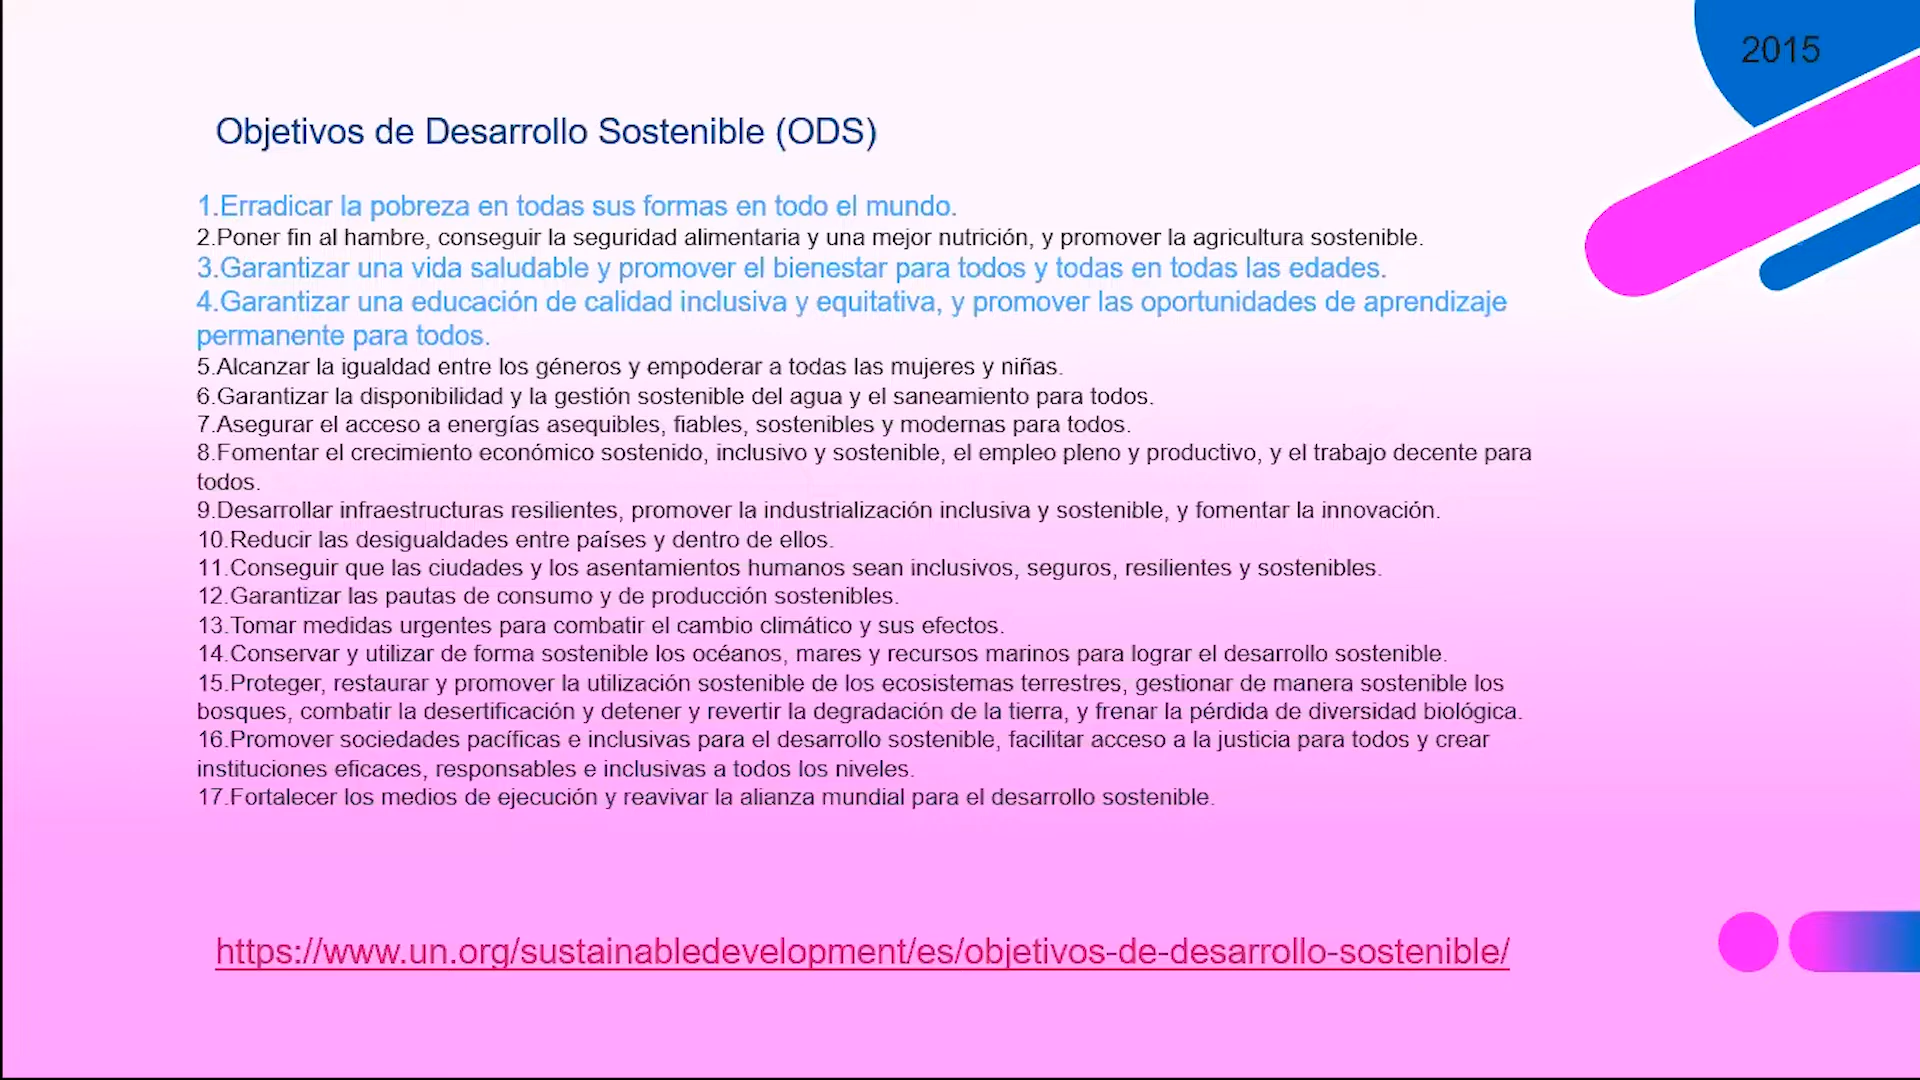 2015
Objetivos de Desarrollo Sostenible (ODS)
1.Erradicar la pobreza en todas sus formas en todo el mundo.
2.Poner fin al hambre, conseguir la seguridad alimentaria y una mejor nutrición, y promover la agricultura sostenible.
3.Garantizar una vida saludable y promover el bienestar para todos y todas en todas las edades.
4.Garantizar una educación de calidad inclusiva y equitativa, y promover las oportunidades de aprendizaje
permanente para todos.
5.Alcanzar la igualdad entre los géneros y empoderar a todas las mujeres y niñas.
6.Garantizar la disponibilidad y la gestión sostenible del agua y el saneamiento para todos.
7.Asegurar el acceso a energías asequibles, fiables, sostenibles y modernas para todos.
8.Fomentar el crecimiento económico sostenido, inclusivo y sostenible, el empleo pleno y productivo, y el trabajo decente para
todos.
9.Desarrollar infraestructuras resilientes, promover la industrialización inclusiva y sostenible, y fomentar la innovación.
10.Reducir las desigualdades entre países y dentro de ellos.
11.Conseguir que las ciudades y los asentamientos humanos sean inclusivos, seguros, resilientes y sostenibles.
12.Garantizar las pautas de consumo y de producción sostenibles.
13.Tomar medidas urgentes para combatir el cambio climático y sus efectos.
14.Conservar y utilizar de forma sostenible los océanos, mares y recursos marinos para lograr el desarrollo sostenible.
15.Proteger, restaurar y promover la utilización sostenible de los ecosistemas terrestres, gestionar de manera sostenible los
bosques, combatir la desertificación y detener y revertir la degradación de la tierra, y frenar la pérdida de diversidad biológica.
16.Promover sociedades pacíficas e inclusivas para el desarrollo sostenible, facilitar acceso a la justicia para todos y crear
instituciones eficaces, responsables e inclusivas a todos los niveles.
17.Fortalecer los medios de ejecución y reavivar la alianza mundial para el desarrollo sostenible.
https://www.un.org/sustainabledevelopment/es/objetivos-de-desarrollo-sostenible/